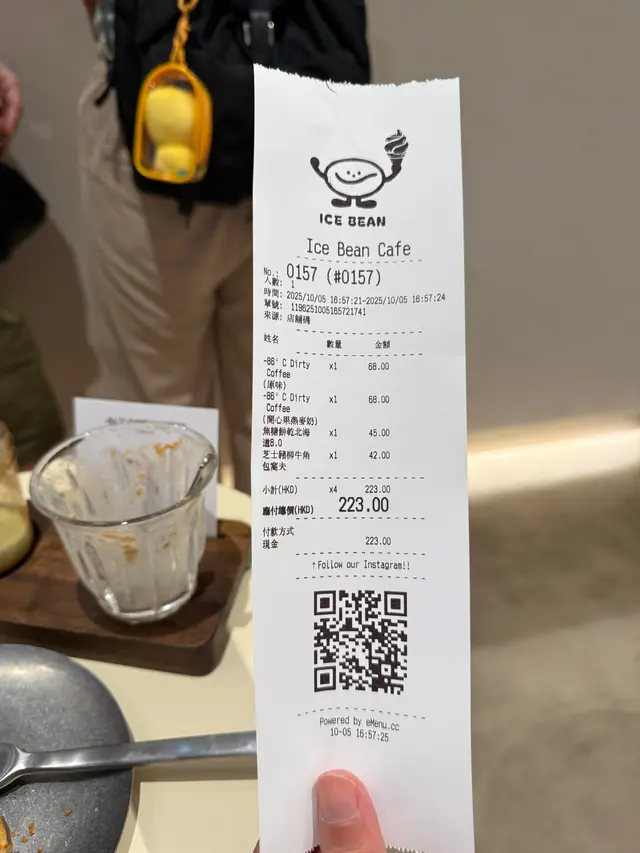 ICE BEAN
Ice Bean Cafe
No.: 0157 (#0157)
人數: 1
時間: 2025/10/05 16:57:21-2025/10/05 16:57:24
單號: 1196251005165721741
來源: 店舖碼
姓名 數量 金額
-86°C Dirty x1 68.00
Coffee
(原味)
-86°C Dirty x1 68.00
Coffee
(開心果燕麥奶)
焦糖餅乾北海 x1 45.00
道8.0
芝士豬柳牛角 x1 42.00
包窩夫
小計(HKD) x4 223.00
應付總價(HKD) 223.00
付款方式
現金 223.00
↑Follow our Instagram!!
Powered by eMenu.cc
10-05 16:57:25